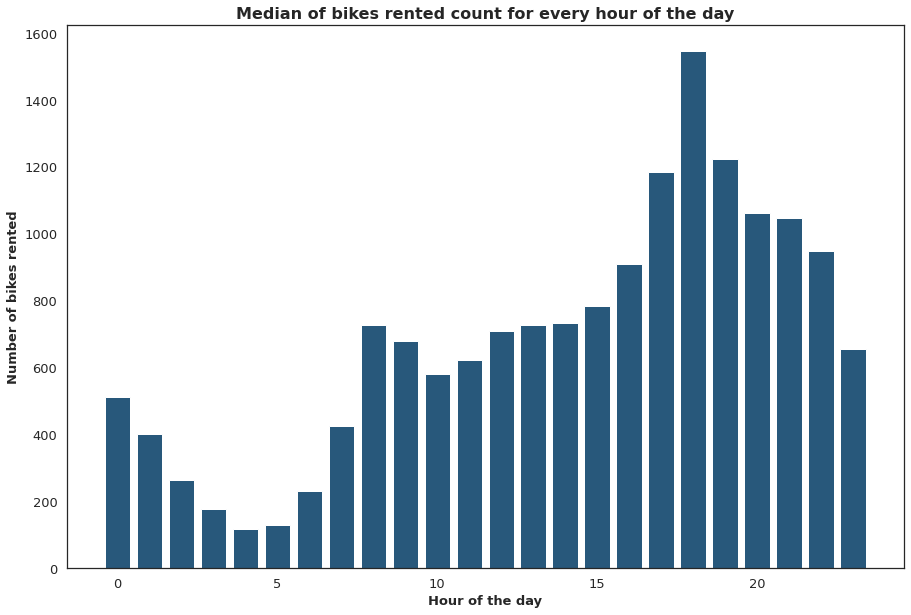 Median of bikes rented count for every hour of the day
1600
1400
1200
1000
800
600
400
200
0
Number of bikes rented
0 5 10 15 20
Hour of the day